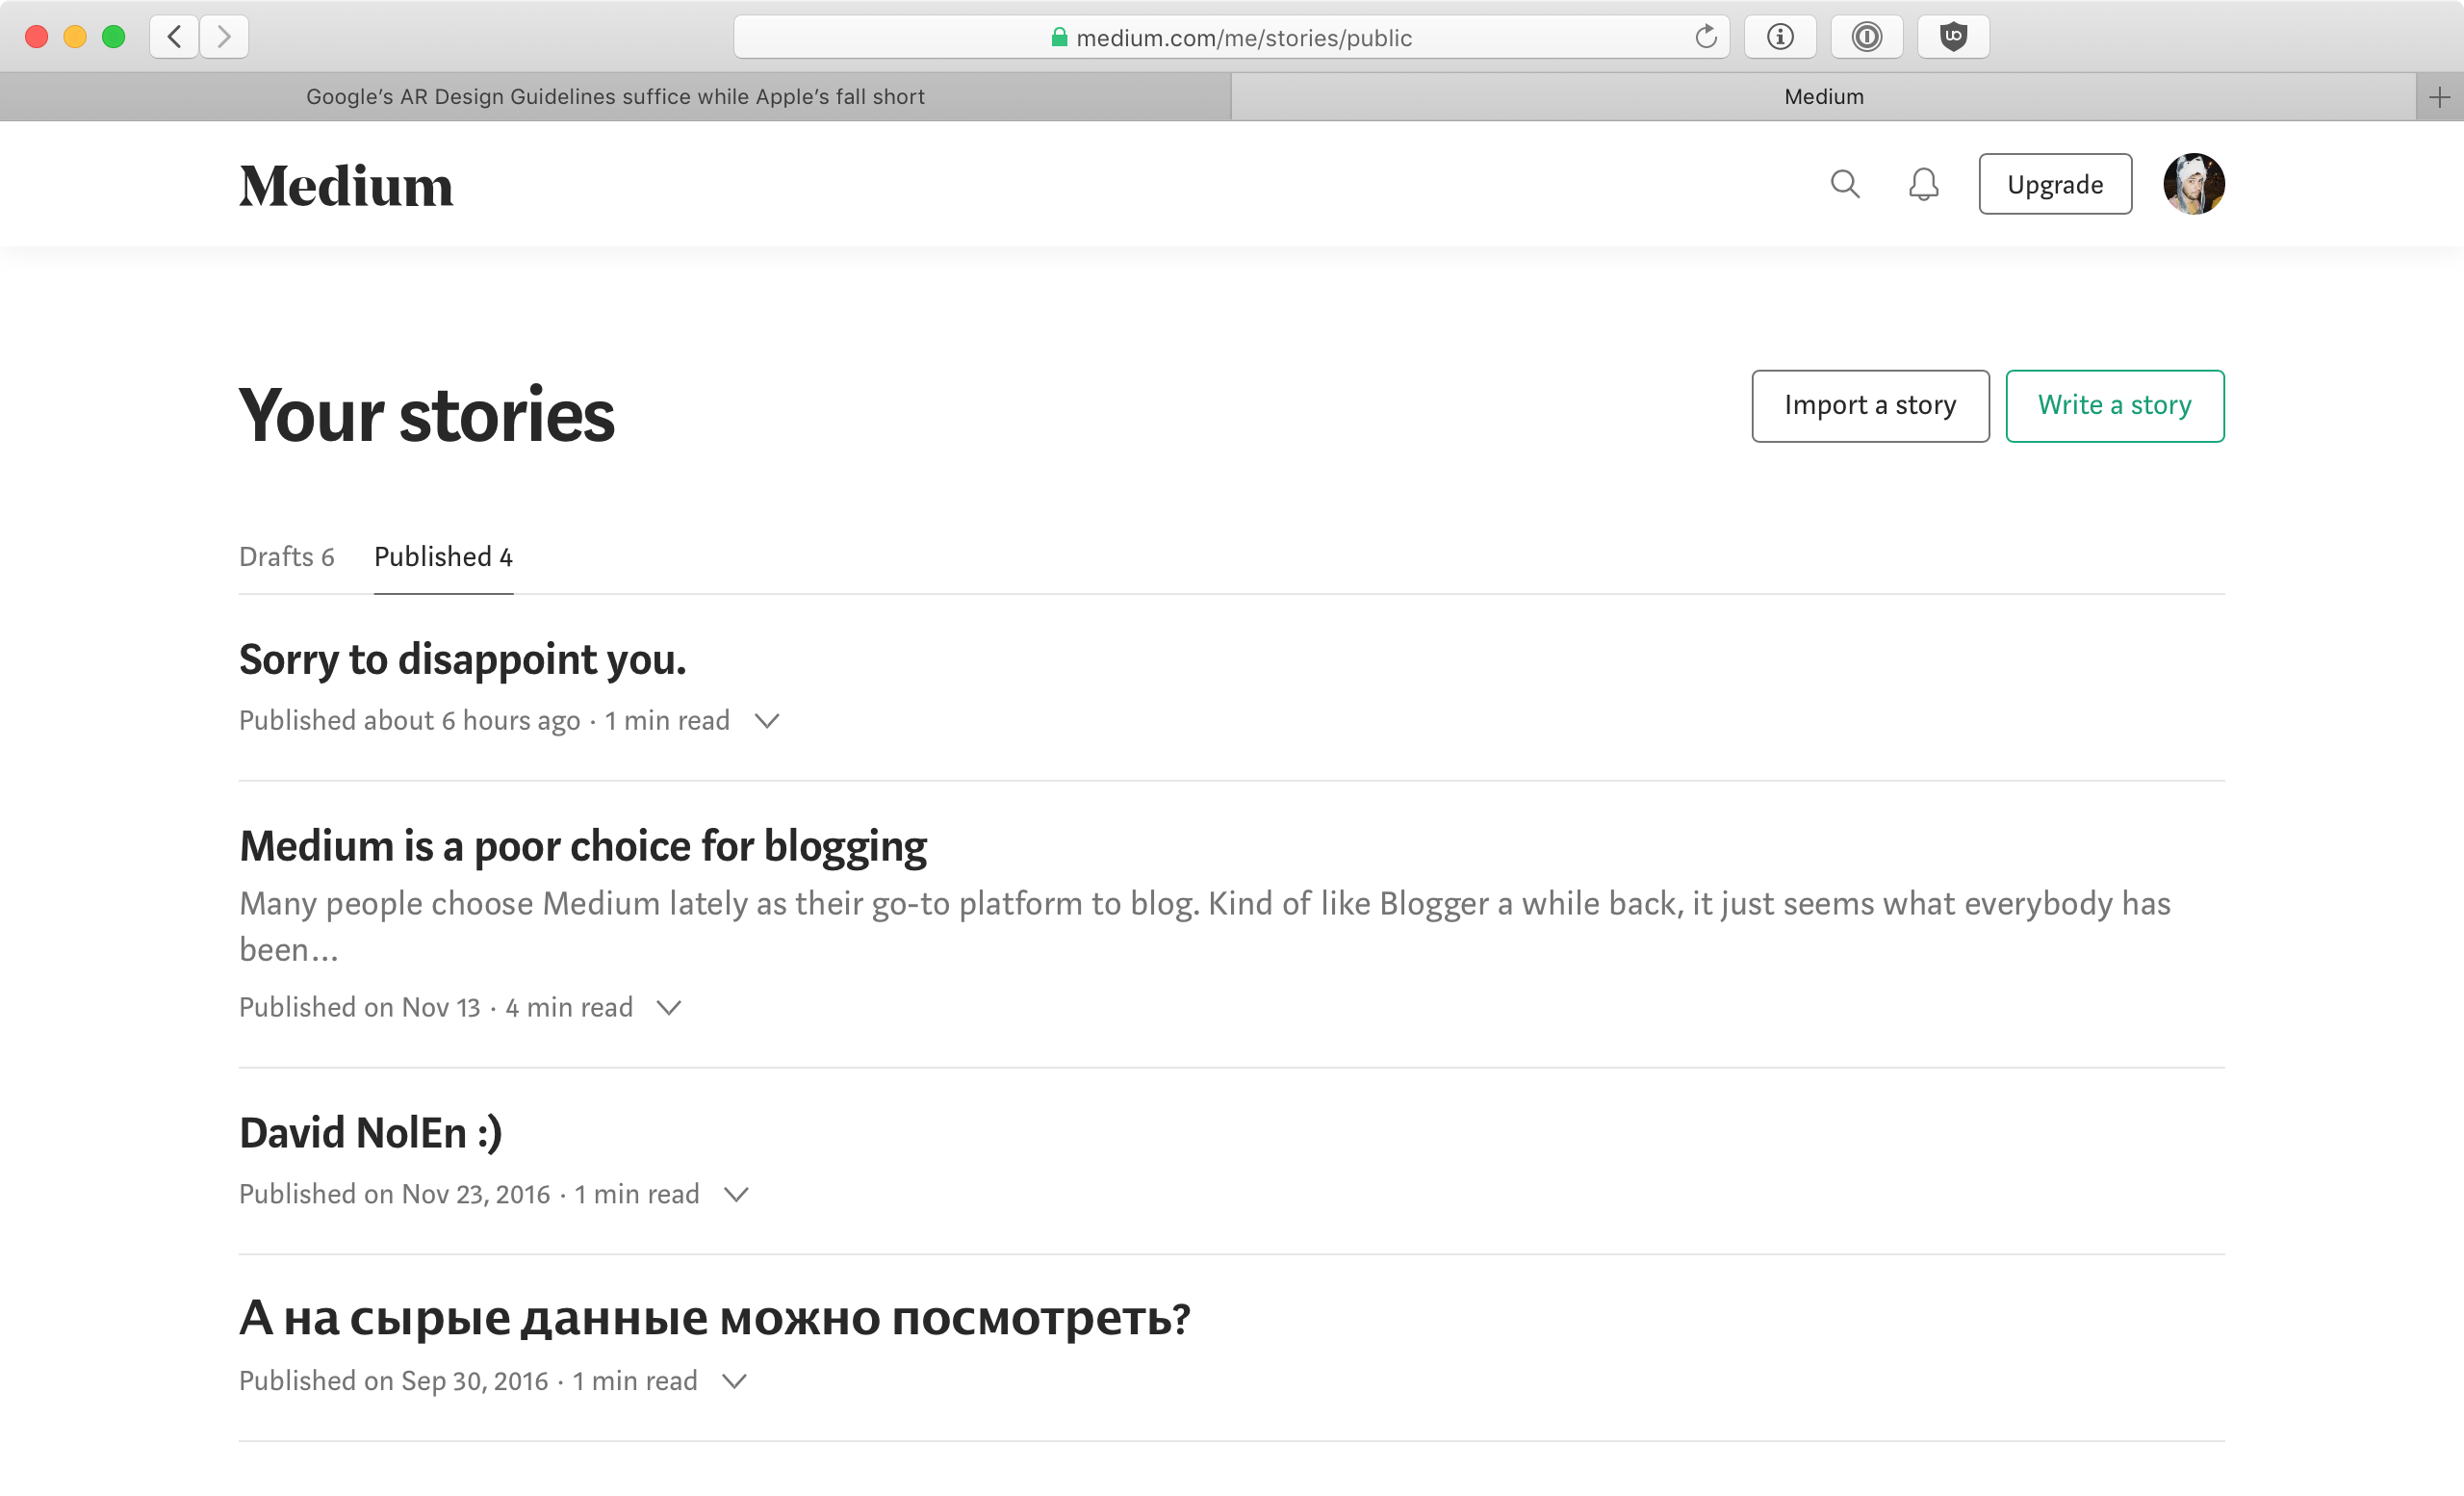 medium.com/me/stories/public
Google’s AR Design Guidelines suffice while Apple’s fall short
Medium
Medium
Upgrade
Your stories
Import a story
Write a story
Drafts 6
Published 4
Sorry to disappoint you.
Published about 6 hours ago · 1 min read
Medium is a poor choice for blogging
Many people choose Medium lately as their go-to platform to blog. Kind of like Blogger a while back, it just seems what everybody has
been…
Published on Nov 13 · 4 min read
David NolEn :)
Published on Nov 23, 2016 · 1 min read
А на сырые данные можно посмотреть?
Published on Sep 30, 2016 · 1 min read